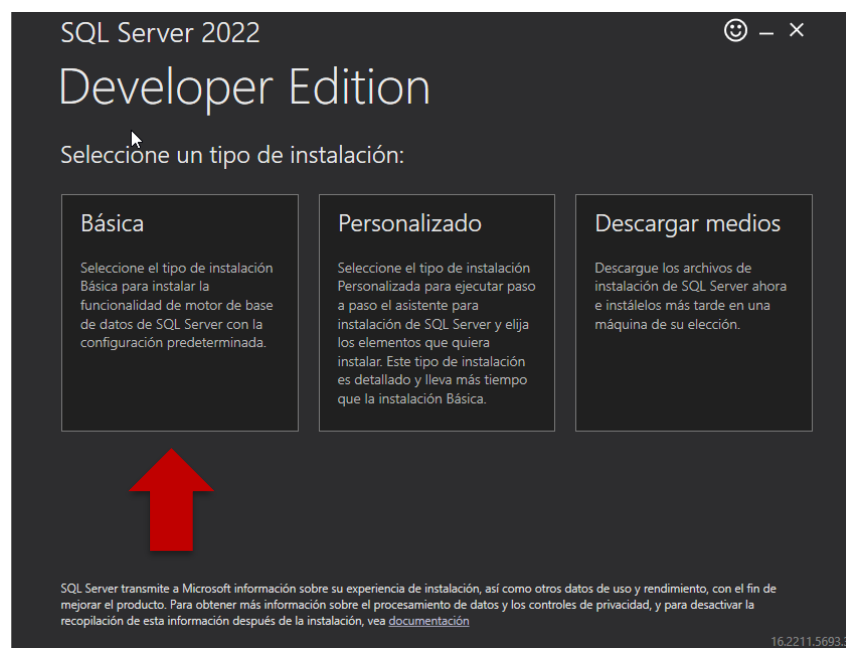 SQL Server 2022
Developer Edition
Seleccione un tipo de instalación:
Básica
Seleccione el tipo de instalación
Básica para instalar la
funcionalidad de motor de base
de datos de SQL Server con la
configuración predeterminada.
Personalizado
Seleccione el tipo de instalación
Personalizada para ejecutar paso
a paso el asistente para
instalación de SQL Server y elija
los elementos que quiera
instalar. Este tipo de instalación
es detallado y lleva más tiempo
que la instalación Básica.
Descargar medios
Descargue los archivos de
instalación de SQL Server ahora
e instálelos más tarde en una
máquina de su elección.
SQL Server transmite a Microsoft información sobre su experiencia de instalación, así como otros datos de uso y rendimiento, con el fin de
mejorar el producto. Para obtener más información sobre el procesamiento de datos y los controles de privacidad, y para desactivar la
recopilación de esta información después de la instalación, vea documentación
16.2211.5693.3